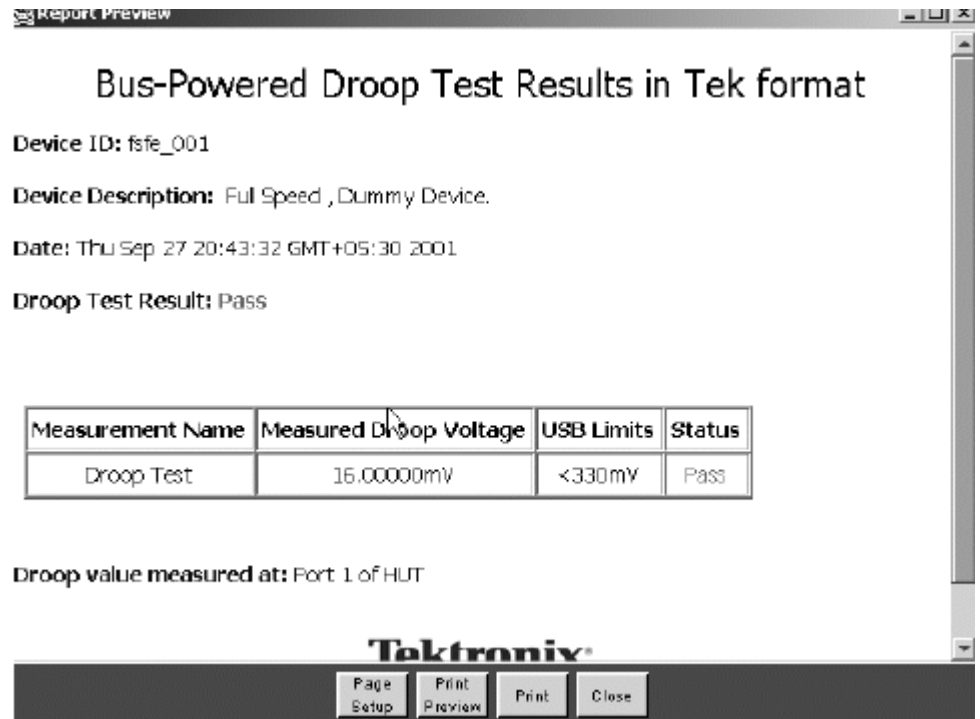 Report Preview
Bus-Powered Droop Test Results in Tek format
Device ID: fsfe_001
Device Description: Ful Speed , Dummy Device.
Date: Thu Sep 27 20:43:32 GMT+05:30 2001
Droop Test Result: Pass
Measurement Name Measured Droop Voltage USB Limits Status
Droop Test 16.00000mV <330mV Pass
Droop value measured at: Port 1 of HUT
Tektronix
Page Setup Print Preview Print Close